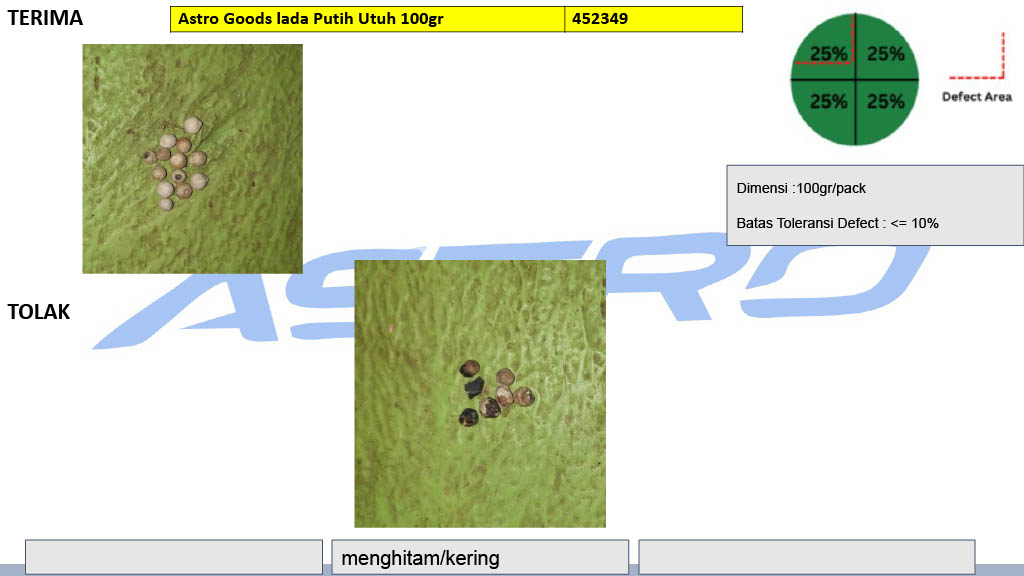 TERIMA
Astro Goods lada Putih Utuh 100gr 452349
25% 25%
25% 25%
Defect Area
Dimensi :100gr/pack
Batas Toleransi Defect : <= 10%
ASTRO
TOLAK
menghitam/kering